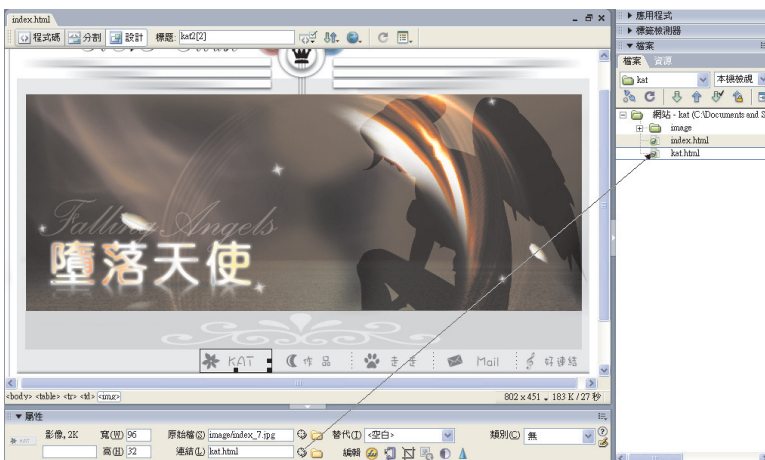 index.html
程式碼 分割 設計 標題: kat2[2]
Falling Angels
墮落天使
KAT 作品 走走 Mail 好連結
<body> <table> <tr> <td> <img>
802 x 451 183 K / 27 秒
屬性
影像, 2K 寬(W) 96 原始檔(S) image/index_7.jpg 替代(T) <空白> 類別(C) 無
高(H) 32 連結(L) kat.html 編輯
應用程式
標籤檢測器
檔案
檔案 資源
kat 本機檢視
網站 - kat (C:\Documents and S
image
index.html
kat.html